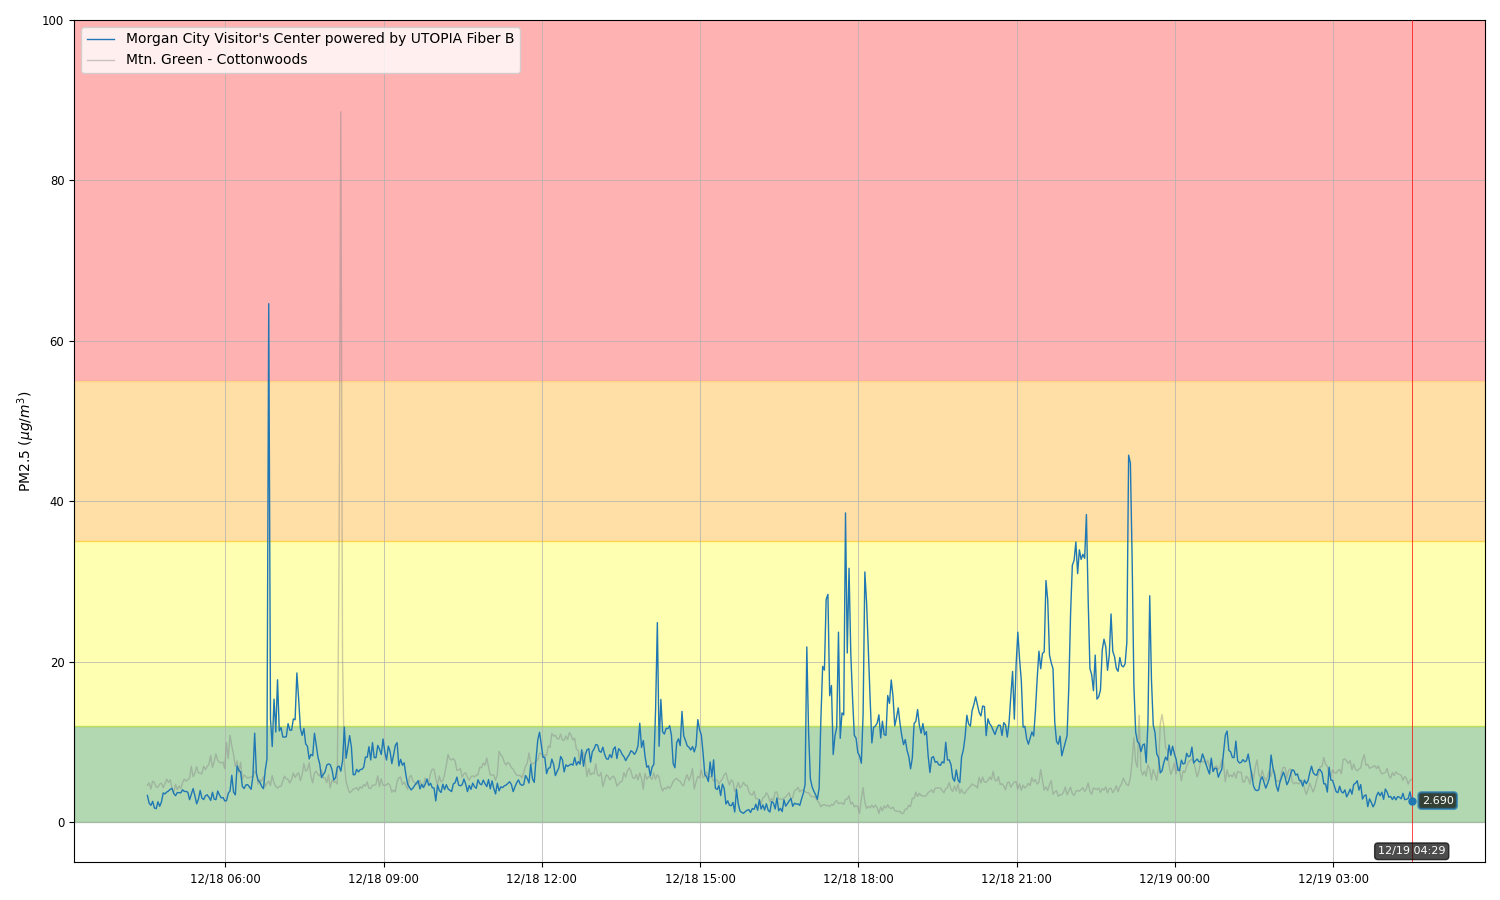 100
Morgan City Visitor's Center powered by UTOPIA Fiber B
Mtn. Green - Cottonwoods
80
60
PM2.5 (μg/m³)
40
20
2.690
0
12/19 04:29
12/18 06:00 12/18 09:00 12/18 12:00 12/18 15:00 12/18 18:00 12/18 21:00 12/19 00:00 12/19 03:00